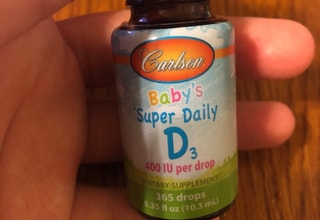 Carlson
Baby's
Super Daily
D3
400 IU per drop
DIETARY SUPPLEMENT
365 drops
0.35 fl oz (10.3 mL)